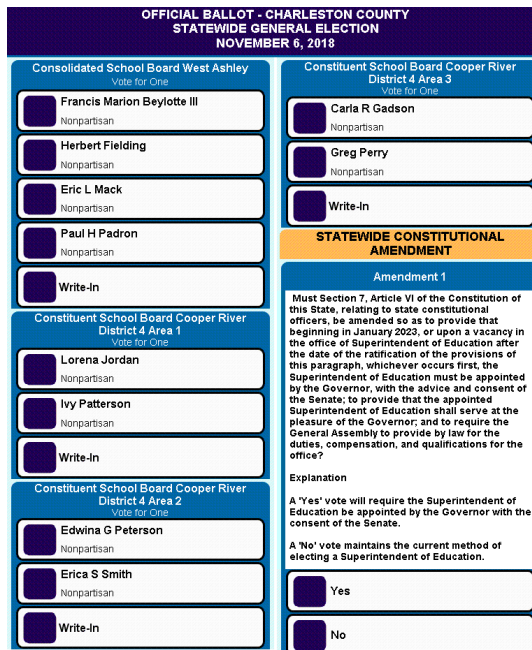 OFFICIAL BALLOT - CHARLESTON COUNTY
STATEWIDE GENERAL ELECTION
NOVEMBER 6, 2018
Consolidated School Board West Ashley
Vote for One
Francis Marion Beylotte III
Nonpartisan
Herbert Fielding
Nonpartisan
Eric L Mack
Nonpartisan
Paul H Padron
Nonpartisan
Write-In
Constituent School Board Cooper River
District 4 Area 1
Vote for One
Lorena Jordan
Nonpartisan
Ivy Patterson
Nonpartisan
Write-In
Constituent School Board Cooper River
District 4 Area 2
Vote for One
Edwina G Peterson
Nonpartisan
Erica S Smith
Nonpartisan
Write-In
Constituent School Board Cooper River
District 4 Area 3
Vote for One
Carla R Gadson
Nonpartisan
Greg Perry
Nonpartisan
Write-In
STATEWIDE CONSTITUTIONAL
AMENDMENT
Amendment 1
Must Section 7, Article VI of the Constitution of
this State, relating to state constitutional
officers, be amended so as to provide that
beginning in January 2023, or upon a vacancy in
the office of Superintendent of Education after
the date of the ratification of the provisions of
this paragraph, whichever occurs first, the
Superintendent of Education must be appointed
by the Governor, with the advice and consent of
the Senate; to provide that the appointed
Superintendent of Education shall serve at the
pleasure of the Governor; and to require the
General Assembly to provide by law for the
duties, compensation, and qualifications for the
office?
Explanation
A 'Yes' vote will require the Superintendent of
Education be appointed by the Governor with the
consent of the Senate.
A 'No' vote maintains the current method of
electing a Superintendent of Education.
Yes
No